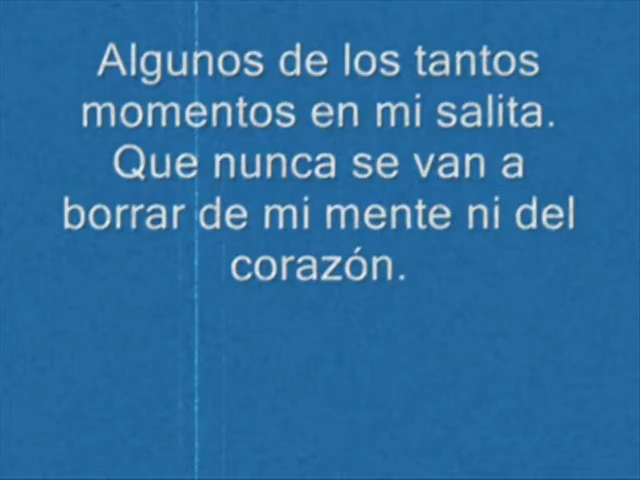 Algunos de los tantos
momentos en mi salita.
Que nunca se van a
borrar de mi mente ni del
corazón.